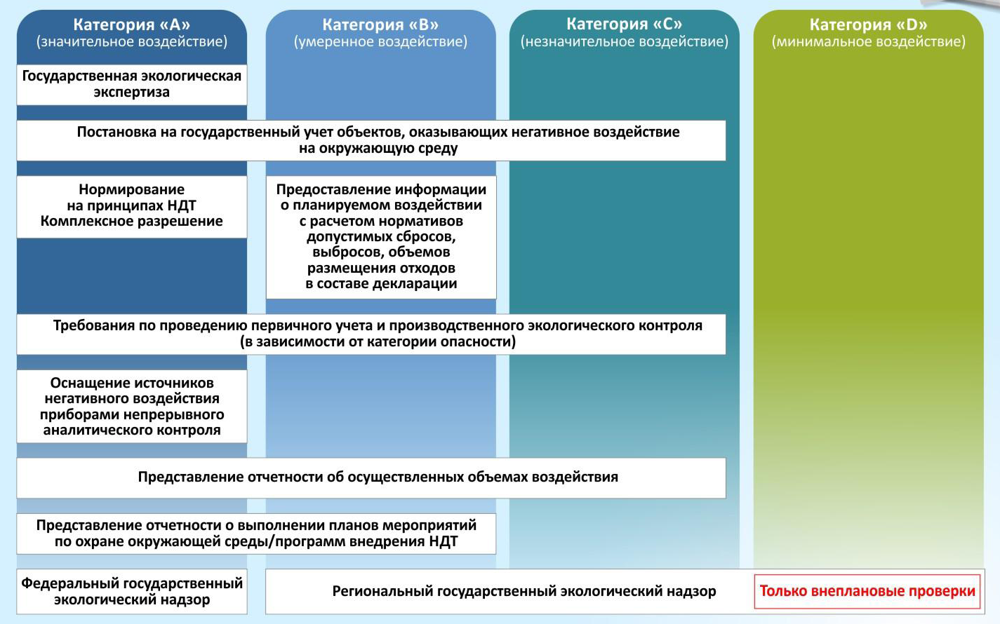 Категория «A»
(значительное воздействие)
Категория «B»
(умеренное воздействие)
Категория «C»
(незначительное воздействие)
Категория «D»
(минимальное воздействие)
Государственная экологическая
экспертиза
Постановка на государственный учет объектов, оказывающих негативное воздействие
на окружающую среду
Нормирование
на принципах НДТ
Комплексное разрешение
Предоставление информации
о планируемом воздействии
с расчетом нормативов
допустимых сбросов,
выбросов, объемов
размещения отходов
в составе декларации
Требования по проведению первичного учета и производственного экологического контроля
(в зависимости от категории опасности)
Оснащение источников
негативного воздействия
приборами непрерывного
аналитического контроля
Представление отчетности об осуществленных объемах воздействия
Представление отчетности о выполнении планов мероприятий
по охране окружающей среды/программ внедрения НДТ
Федеральный государственный
экологический надзор
Региональный государственный экологический надзор
Только внеплановые проверки